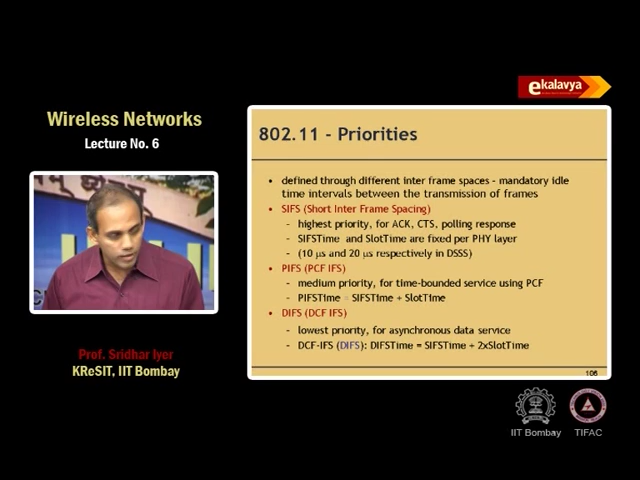 ekalavya
Wireless Networks
Lecture No. 6
Prof. Sridhar Iyer
KReSIT, IIT Bombay
802.11 - Priorities
• defined through different inter frame spaces – mandatory idle
time intervals between the transmission of frames
• SIFS (Short Inter Frame Spacing)
- highest priority, for ACK, CTS, polling response
- SIFSTime and SlotTime are fixed per PHY layer
- (10 μs and 20 μs respectively in DSSS)
• PIFS (PCF IFS)
- medium priority, for time-bounded service using PCF
- PIFSTime = SIFSTime + SlotTime
• DIFS (DCF IFS)
- lowest priority, for asynchronous data service
- DCF-IFS (DIFS): DIFSTime = SIFSTime + 2xSlotTime
106
IIT Bombay
TIFAC